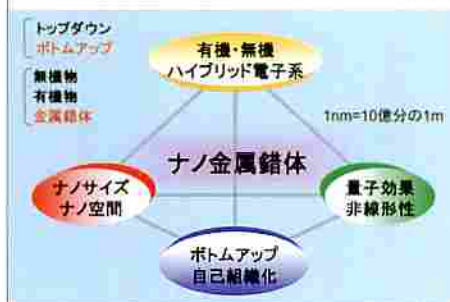 トップダウン
ボトムアップ
無機物
有機物
金属錯体
有機・無機
ハイブリッド電子系
1nm=10億分の1m
ナノ金属錯体
ナノサイズ
ナノ空間
量子効果
非線形性
ボトムアップ
自己組織化